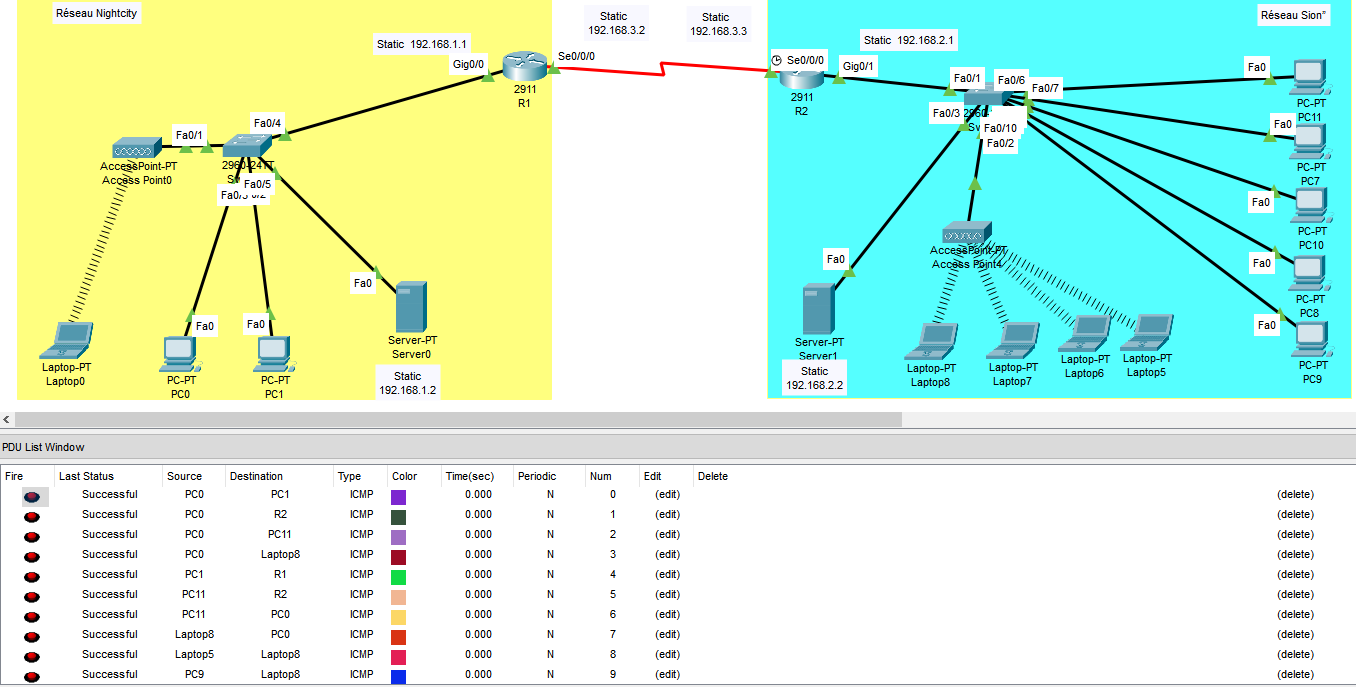 Réseau Nightcity
Static
192.168.3.2
Static
192.168.3.3
Réseau Sion"
Static 192.168.1.1
Gig0/0
Se0/0/0
2911
R1
Static 192.168.2.1
Se0/0/0
Gig0/1
2911
R2
Fa0/1
Fa0/4
AccessPoint-PT
Access Point0
2960-24TT
Fa0/5
Fa0/3
0/2
Fa0
Server-PT
Server0
Static
192.168.1.2
Fa0
Fa0
Laptop-PT
Laptop0
PC-PT
PC0
PC-PT
PC1
Fa0/1
Fa0/6
Fa0/7
Fa0/3
2960-
Fa0/10
Fa0/2
AccessPoint-PT
Access Point4
Fa0
Server-PT
Server1
Static
192.168.2.2
Laptop-PT
Laptop8
Laptop-PT
Laptop7
Laptop-PT
Laptop6
Laptop-PT
Laptop5
Fa0
PC-PT
PC11
Fa0
PC-PT
PC7
Fa0
PC-PT
PC10
Fa0
PC-PT
PC8
Fa0
PC-PT
PC9
PDU List Window
Fire Last Status Source Destination Type Color Time(sec) Periodic Num Edit Delete
Successful PC0 PC1 ICMP 0.000 N 0 (edit) (delete)
Successful PC0 R2 ICMP 0.000 N 1 (edit) (delete)
Successful PC0 PC11 ICMP 0.000 N 2 (edit) (delete)
Successful PC0 Laptop8 ICMP 0.000 N 3 (edit) (delete)
Successful PC1 R1 ICMP 0.000 N 4 (edit) (delete)
Successful PC11 R2 ICMP 0.000 N 5 (edit) (delete)
Successful PC11 PC0 ICMP 0.000 N 6 (edit) (delete)
Successful Laptop8 PC0 ICMP 0.000 N 7 (edit) (delete)
Successful Laptop5 Laptop8 ICMP 0.000 N 8 (edit) (delete)
Successful PC9 Laptop8 ICMP 0.000 N 9 (edit) (delete)